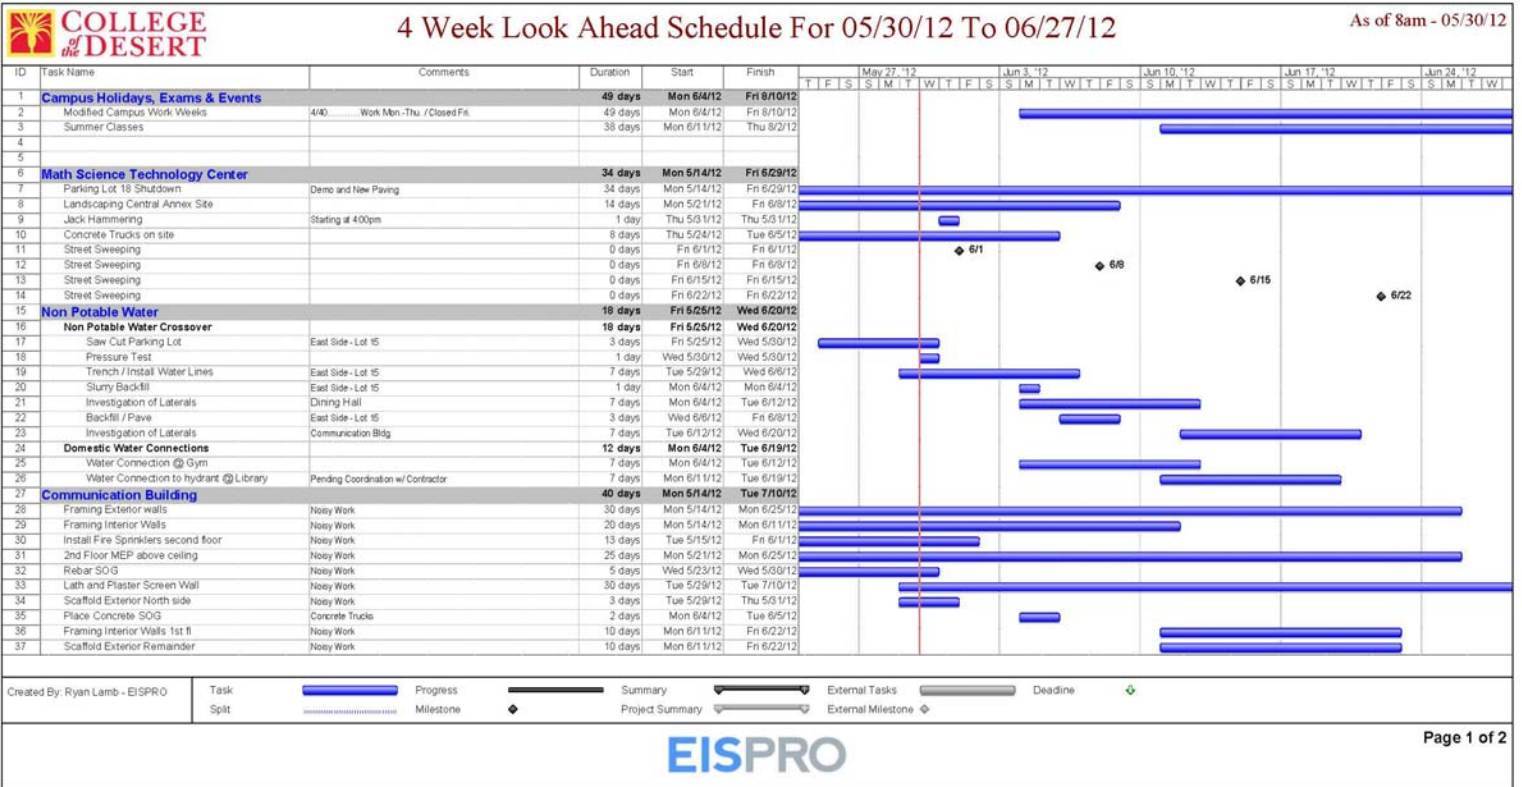 COLLEGE
of the DESERT
4 Week Look Ahead Schedule For 05/30/12 To 06/27/12
As of 8am - 05/30/12
ID Task Name Comments Duration Start Finish May 27, '12 Jun 3, '12 Jun 10, '12 Jun 17, '12 Jun 24, '12
T F S S M T W T F S S M T W T F S S M T W T F S S M T W T F S S M T W
1 Campus Holidays, Exams & Events 49 days Mon 6/4/12 Fri 8/10/12
2 Modified Campus Work Weeks 4/40............Work Mon.-Thu. / Closed Fri. 49 days Mon 6/4/12 Fri 8/10/12
3 Summer Classes 38 days Mon 6/11/12 Thu 8/2/12
4
5
6 Math Science Technology Center 34 days Mon 5/14/12 Fri 6/29/12
7 Parking Lot 18 Shutdown Demo and New Paving 34 days Mon 5/14/12 Fri 6/29/12
8 Landscaping Central Annex Site 14 days Mon 5/21/12 Fri 6/8/12
9 Jack Hammering Starting at 4:00pm 1 day Thu 5/31/12 Thu 5/31/12
10 Concrete Trucks on site 8 days Thu 5/24/12 Tue 6/5/12
11 Street Sweeping 0 days Fri 6/1/12 Fri 6/1/12 6/1
12 Street Sweeping 0 days Fri 6/8/12 Fri 6/8/12 6/8
13 Street Sweeping 0 days Fri 6/15/12 Fri 6/15/12 6/15
14 Street Sweeping 0 days Fri 6/22/12 Fri 6/22/12 6/22
15 Non Potable Water 18 days Fri 5/25/12 Wed 6/20/12
16 Non Potable Water Crossover 18 days Fri 5/25/12 Wed 6/20/12
17 Saw Cut Parking Lot East Side - Lot 15 3 days Fri 5/25/12 Wed 5/30/12
18 Pressure Test 1 day Wed 5/30/12 Wed 5/30/12
19 Trench / Install Water Lines East Side - Lot 15 7 days Tue 5/29/12 Wed 6/6/12
20 Slurry Backfill East Side - Lot 15 1 day Mon 6/4/12 Mon 6/4/12
21 Investigation of Laterals Dining Hall 7 days Mon 6/4/12 Tue 6/12/12
22 Backfill / Pave East Side - Lot 15 3 days Wed 6/6/12 Fri 6/8/12
23 Investigation of Laterals Communication Bldg 7 days Tue 6/12/12 Wed 6/20/12
24 Domestic Water Connections 12 days Mon 6/4/12 Tue 6/19/12
25 Water Connection @ Gym 7 days Mon 6/4/12 Tue 6/12/12
26 Water Connection to hydrant @ Library Pending Coordination w/ Contractor 7 days Mon 6/11/12 Tue 6/19/12
27 Communication Building 40 days Mon 5/14/12 Tue 7/10/12
28 Framing Exterior walls Noisy Work 30 days Mon 5/14/12 Mon 6/25/12
29 Framing Interior Walls Noisy Work 20 days Mon 5/14/12 Mon 6/11/12
30 Install Fire Sprinklers second floor Noisy Work 13 days Tue 5/15/12 Fri 6/1/12
31 2nd Floor MEP above ceiling Noisy Work 25 days Mon 5/21/12 Mon 6/25/12
32 Rebar SOG Noisy Work 5 days Wed 5/23/12 Wed 5/30/12
33 Lath and Plaster Screen Wall Noisy Work 30 days Tue 5/29/12 Tue 7/10/12
34 Scaffold Exterior North side Noisy Work 3 days Tue 5/29/12 Thu 5/31/12
35 Place Concrete SOG Concrete Trucks 2 days Mon 6/4/12 Tue 6/5/12
36 Framing Interior Walls 1st fl Noisy Work 10 days Mon 6/11/12 Fri 6/22/12
37 Scaffold Exterior Remainder Noisy Work 10 days Mon 6/11/12 Fri 6/22/12
Created By: Ryan Lamb - EISPRO Task Progress Summary External Tasks Deadline
Split Milestone Project Summary External Milestone
EISPRO
Page 1 of 2